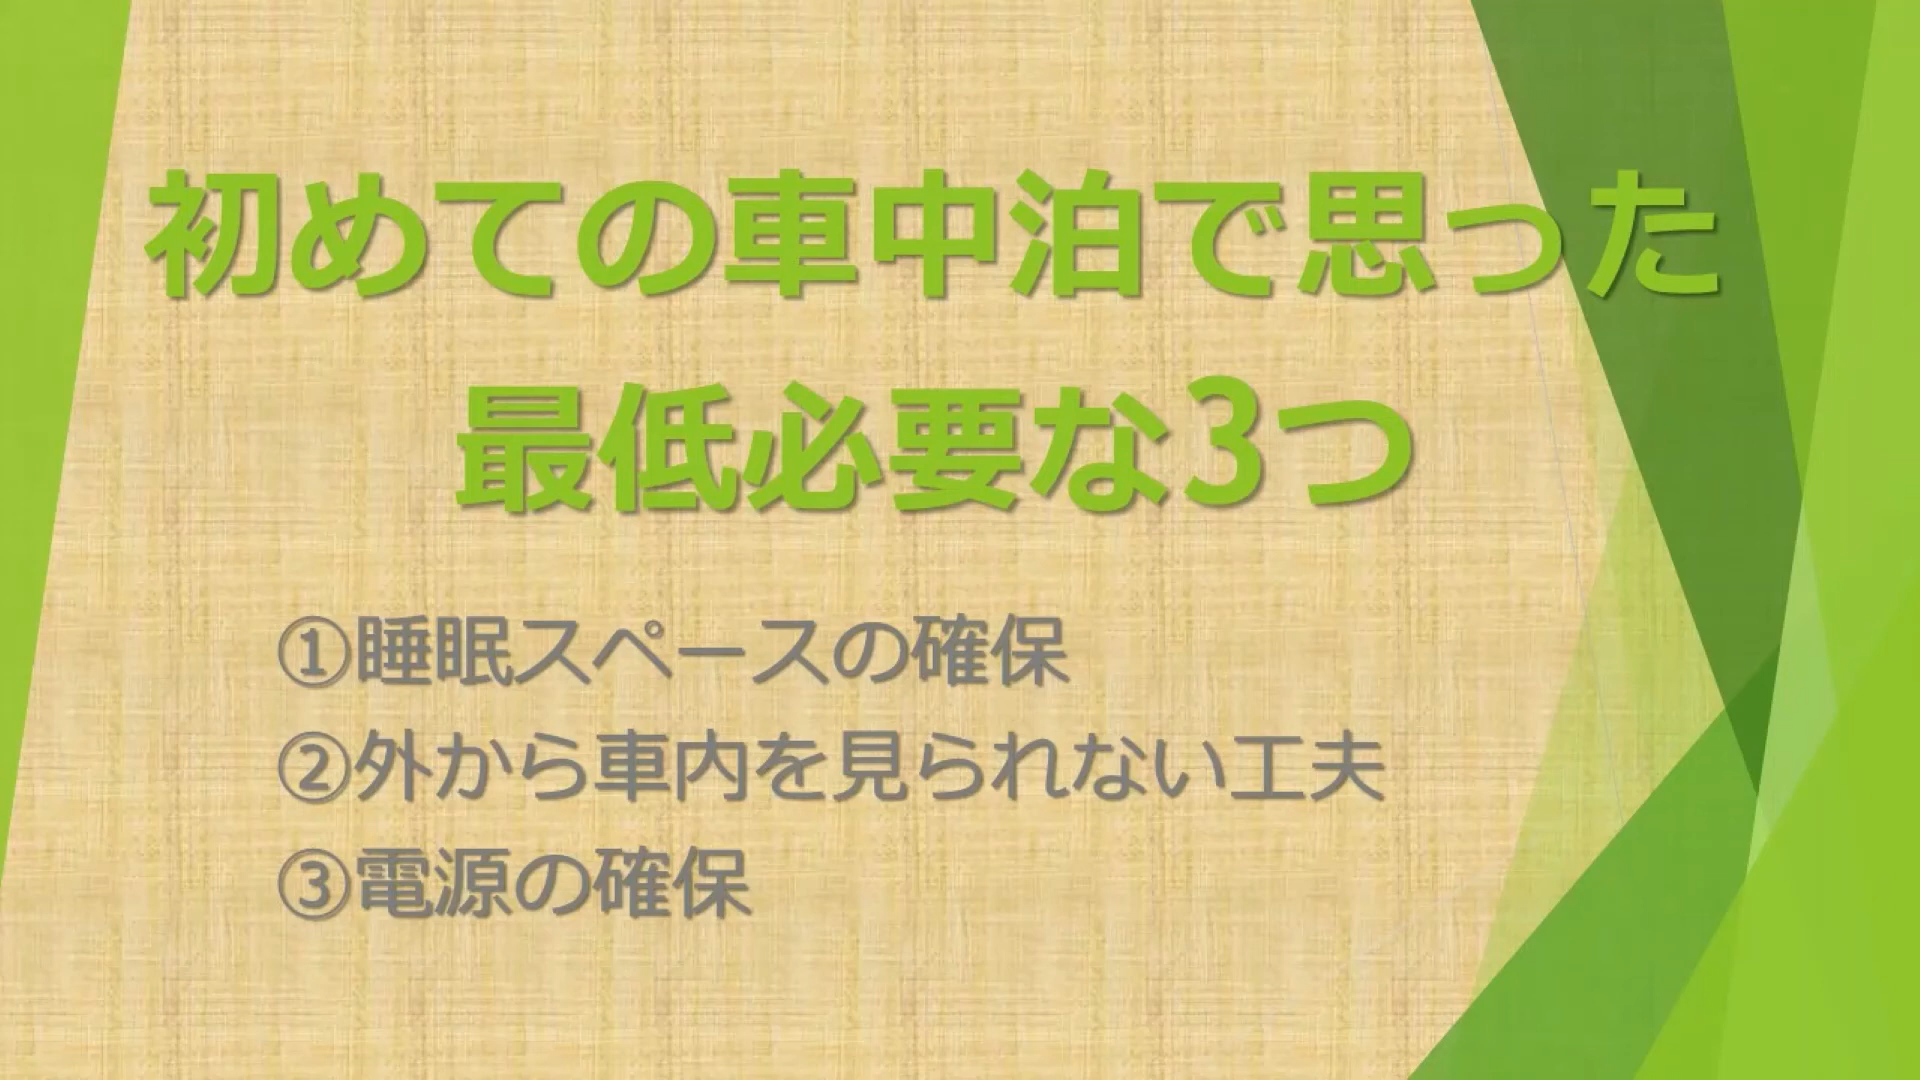 初めての車中泊で思った
最低必要な3つ
①睡眠スペースの確保
②外から車内を見られない工夫
③電源の確保